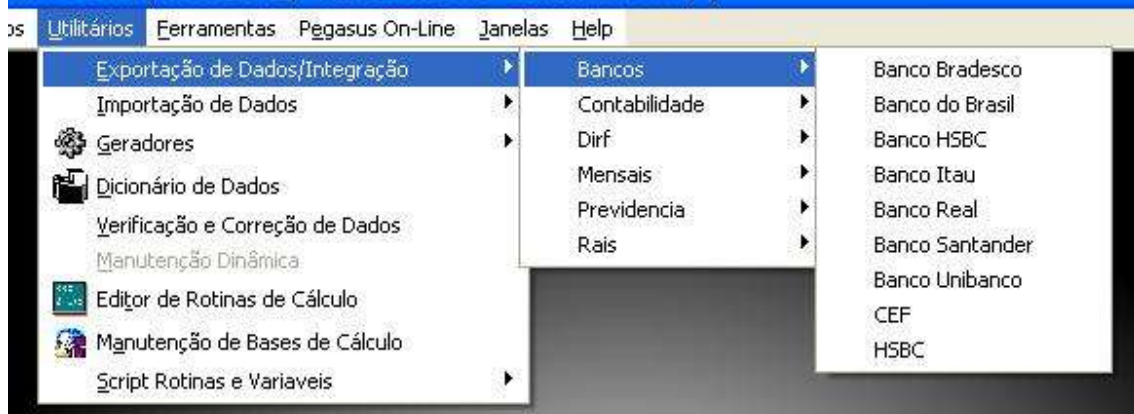 os Utilitários Ferramentas Pegasus On-Line Janelas Help
Exportação de Dados/Integração
Importação de Dados
Geradores
Dicionário de Dados
Verificação e Correção de Dados
Manutenção Dinâmica
Editor de Rotinas de Cálculo
Manutenção de Bases de Cálculo
Script Rotinas e Variaveis
Bancos
Contabilidade
Dirf
Mensais
Previdencia
Rais
Banco Bradesco
Banco do Brasil
Banco HSBC
Banco Itau
Banco Real
Banco Santander
Banco Unibanco
CEF
HSBC